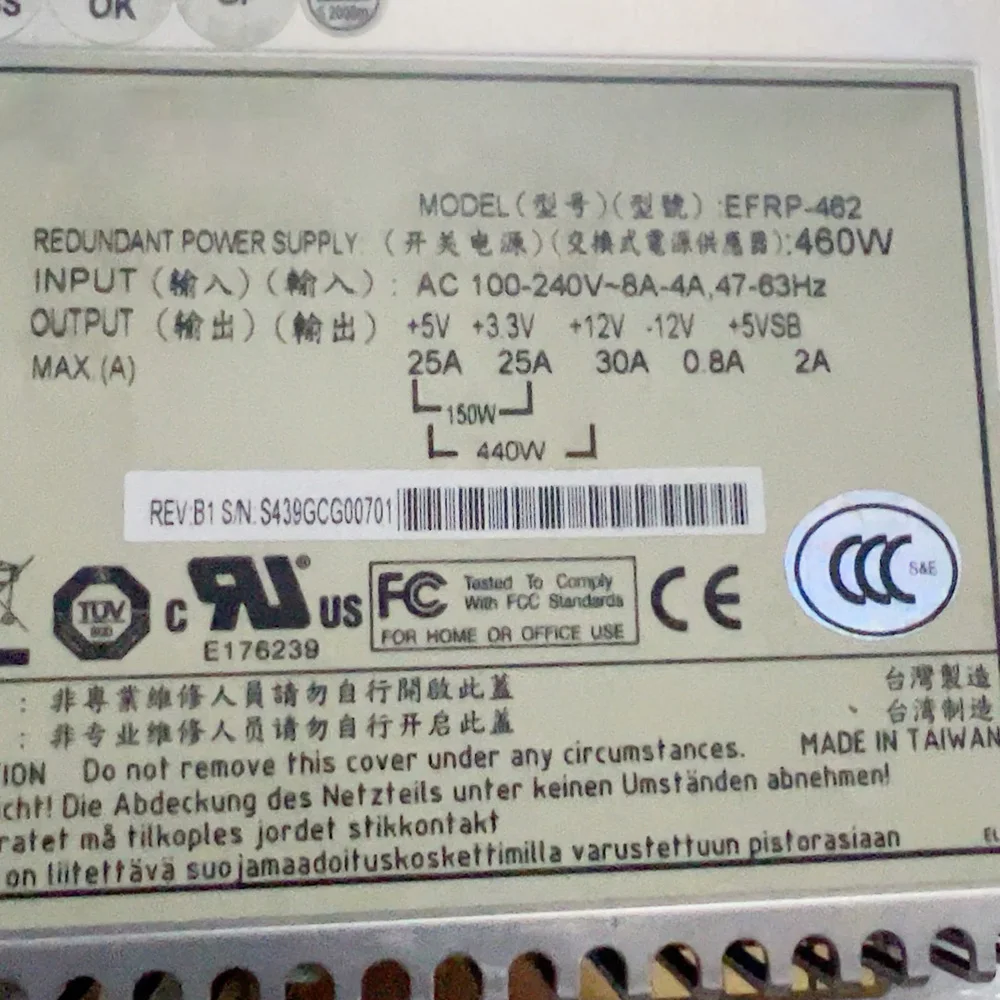 OK
2000m
MODEL(型号)(型號):EFRP-462
REDUNDANT POWER SUPPLY (开关电源)(交換式電源供應器):460W
INPUT (輸入)(輸入): AC 100-240V~8A-4A,47-63Hz
OUTPUT (輸出)(輸出) +5V +3.3V +12V -12V +5VSB
MAX.(A) 25A 25A 30A 0.8A 2A
150W
440W
REV:B1 S/N:S439GCG00701
TÜV
C RU® US
E176239
FC Tested To Comply
With FCC Standards
FOR HOME OR OFFICE USE
CE
CCC S&E
: 非專業維修人員請勿自行開啟此蓋
: 非专业维修人员请勿自行开启此蓋
台灣製造
、台湾制造
MADE IN TAIWAN
ION Do not remove this cover under any circumstances.
cht! Die Abdeckung des Netzteils unter keinen Umständen abnehmen!
ratet må tilkoples jordet stikkontakt
on liitettävä suojamaadoituskoskettimilla varustettuun pistorasiaan